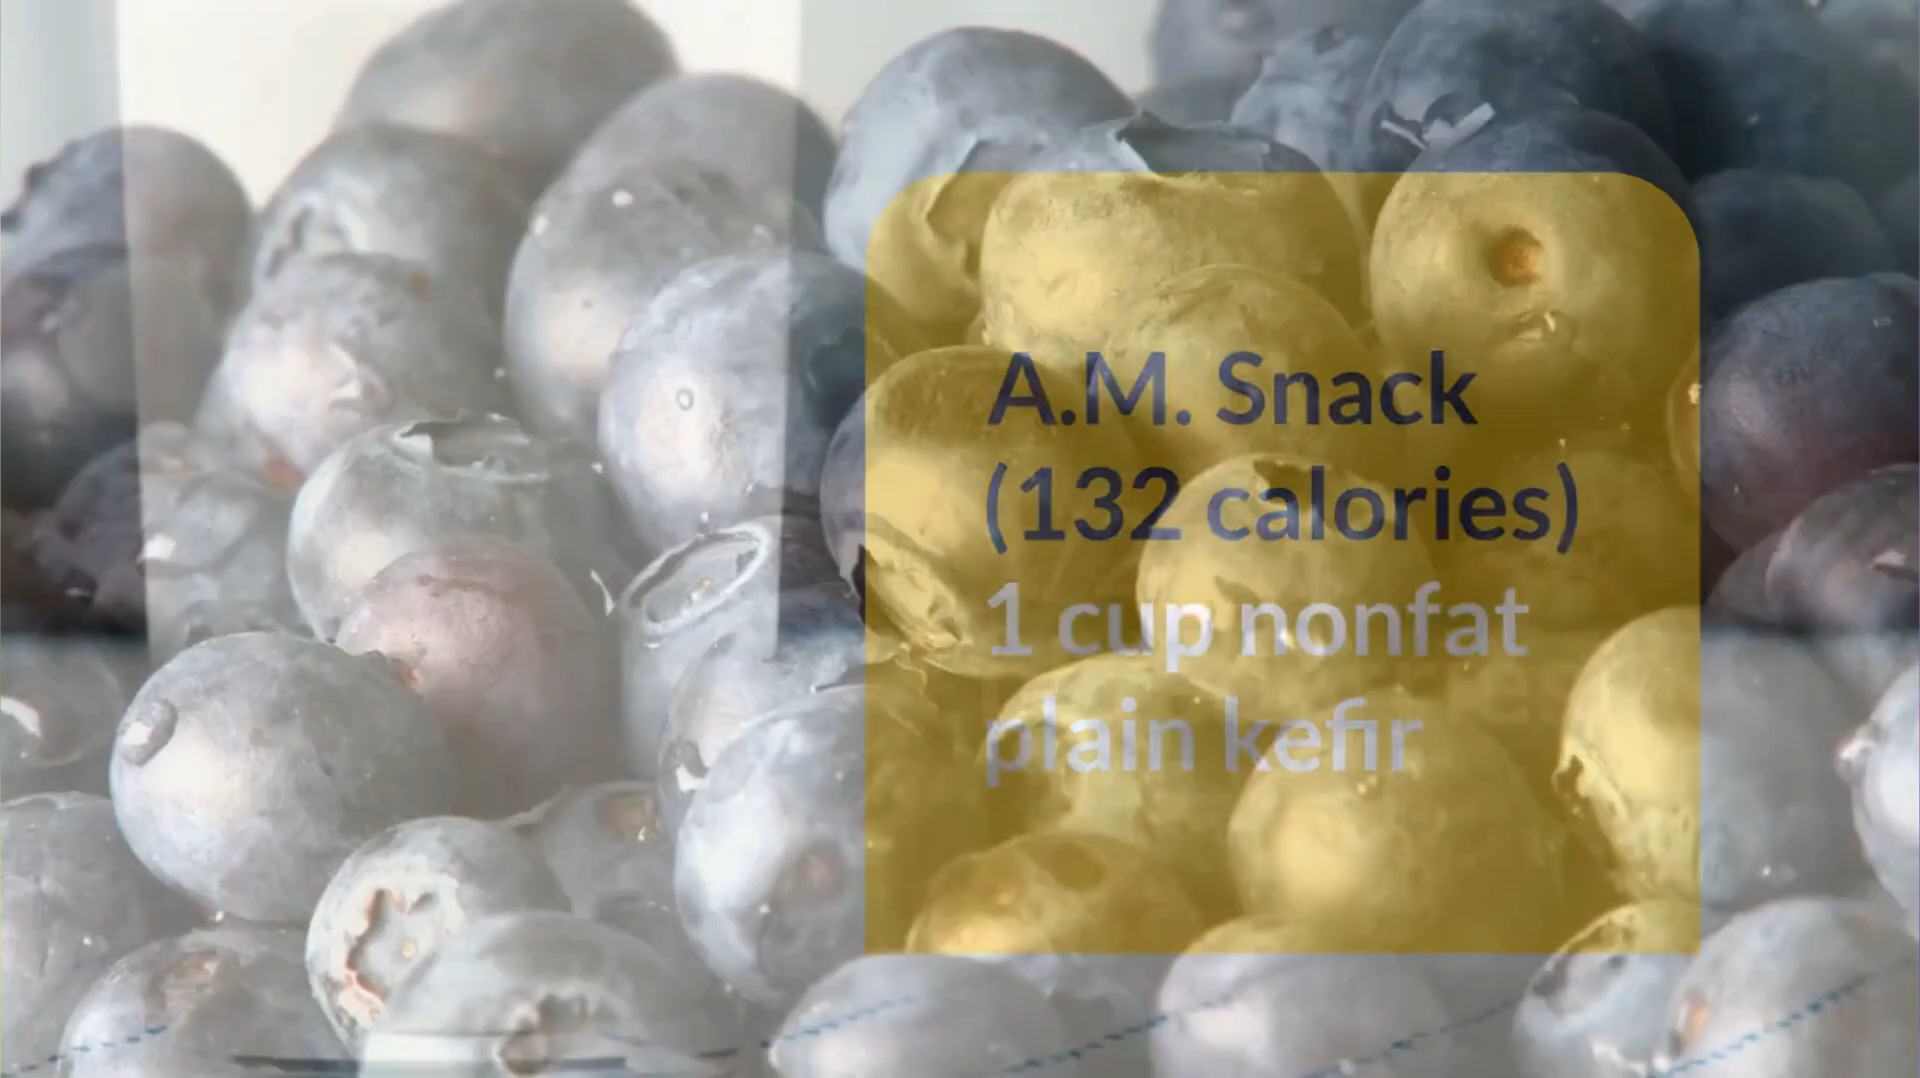 A.M. Snack
(132 calories)
1 cup nonfat
plain kefir